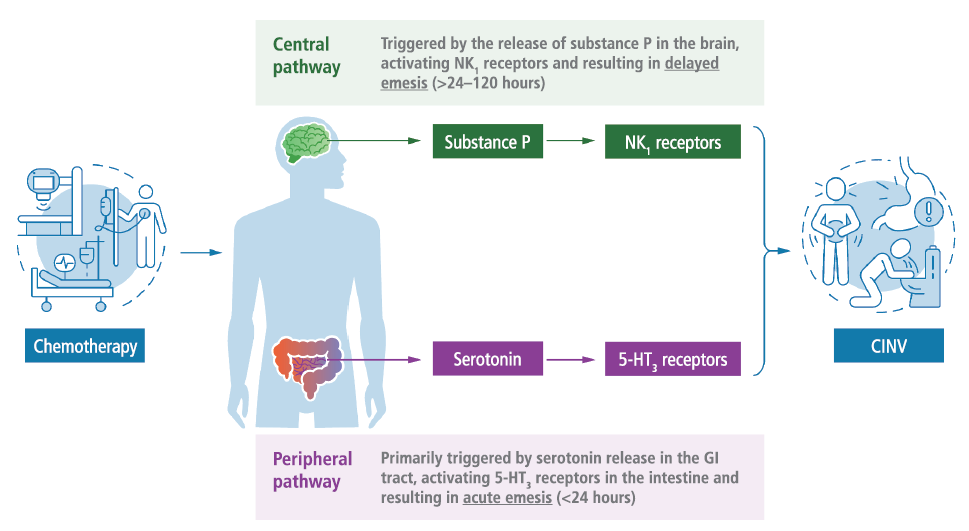 Central
pathway
Triggered by the release of substance P in the brain,
activating NK₁ receptors and resulting in delayed
emesis (>24–120 hours)
Substance P
NK₁ receptors
Chemotherapy
CINV
Serotonin
5-HT₃ receptors
Peripheral
pathway
Primarily triggered by serotonin release in the GI
tract, activating 5-HT₃ receptors in the intestine and
resulting in acute emesis (<24 hours)